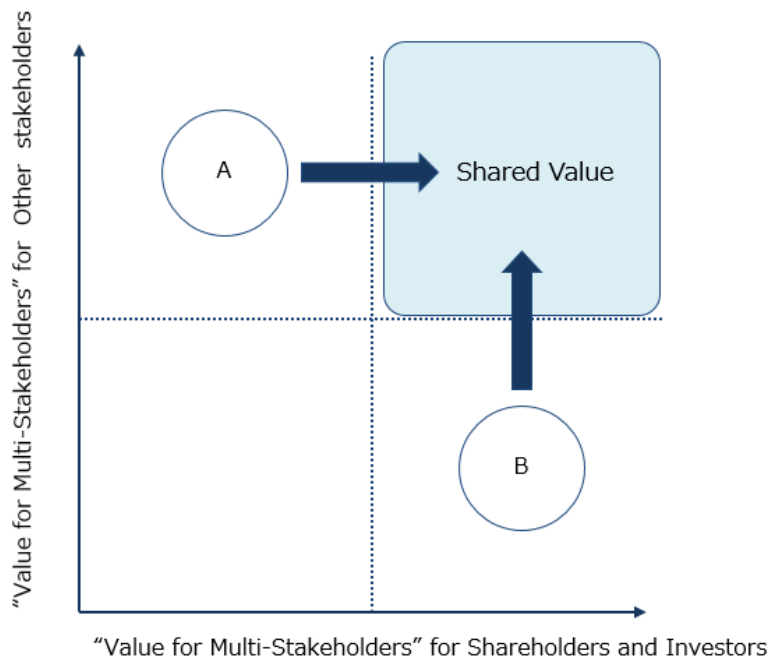 “Value for Multi-Stakeholders” for Other stakeholders
A
Shared Value
B
“Value for Multi-Stakeholders” for Shareholders and Investors